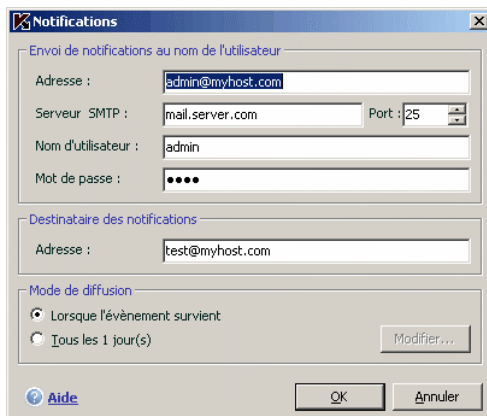 Notifications
Envoi de notifications au nom de l'utilisateur
Adresse : admin@myhost.com
Serveur SMTP : mail.server.com Port : 25
Nom d'utilisateur : admin
Mot de passe : ••••
Destinataire des notifications
Adresse : test@myhost.com
Mode de diffusion
Lorsque l'évènement survient
Tous les 1 jour(s) Modifier...
Aide OK Annuler